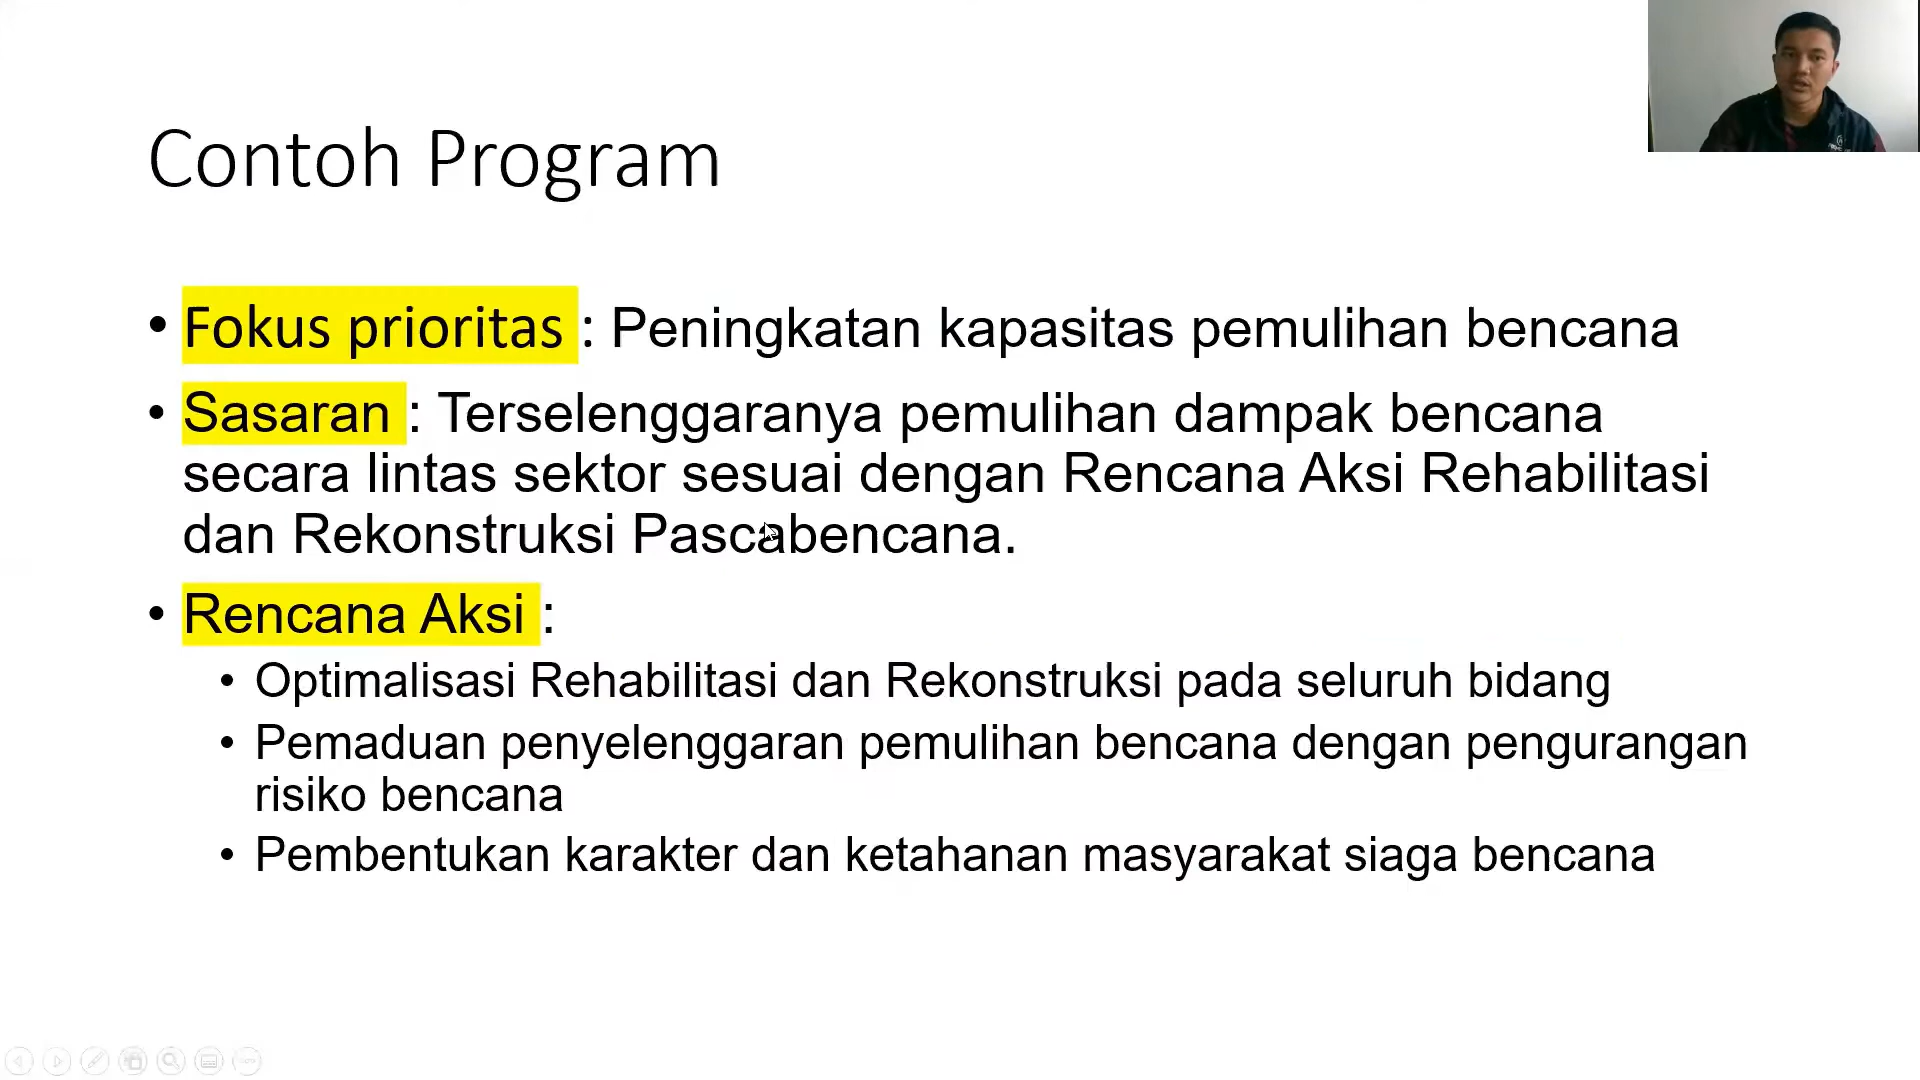 Contoh Program
• Fokus prioritas : Peningkatan kapasitas pemulihan bencana
• Sasaran : Terselenggaranya pemulihan dampak bencana
secara lintas sektor sesuai dengan Rencana Aksi Rehabilitasi
dan Rekonstruksi Pascabencana.
• Rencana Aksi :
• Optimalisasi Rehabilitasi dan Rekonstruksi pada seluruh bidang
• Pemaduan penyelenggaran pemulihan bencana dengan pengurangan
risiko bencana
• Pembentukan karakter dan ketahanan masyarakat siaga bencana